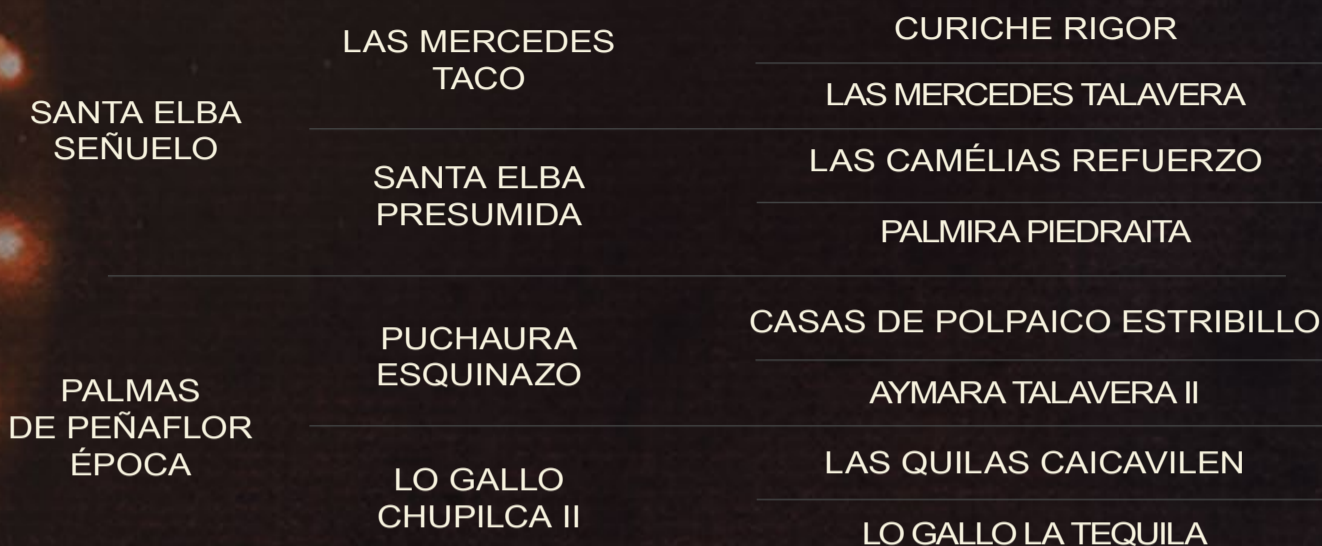 SANTA ELBA
SEÑUELO
LAS MERCEDES
TACO
CURICHE RIGOR
LAS MERCEDES TALAVERA
SANTA ELBA
PRESUMIDA
LAS CAMÉLIAS REFUERZO
PALMIRA PIEDRAITA
PALMAS
DE PEÑAFLOR
ÉPOCA
PUCHAURA
ESQUINAZO
CASAS DE POLPAICO ESTRIBILLO
AYMARA TALAVERA II
LO GALLO
CHUPILCA II
LAS QUILAS CAICAVILEN
LO GALLO LA TEQUILA